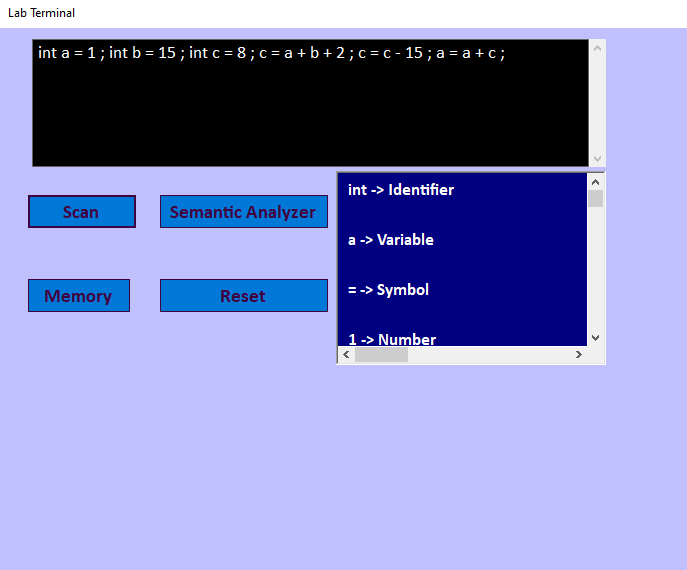 Lab Terminal
int a = 1 ; int b = 15 ; int c = 8 ; c = a + b + 2 ; c = c - 15 ; a = a + c ;
Scan
Semantic Analyzer
Memory
Reset
int -> Identifier
a -> Variable
= -> Symbol
1 -> Number